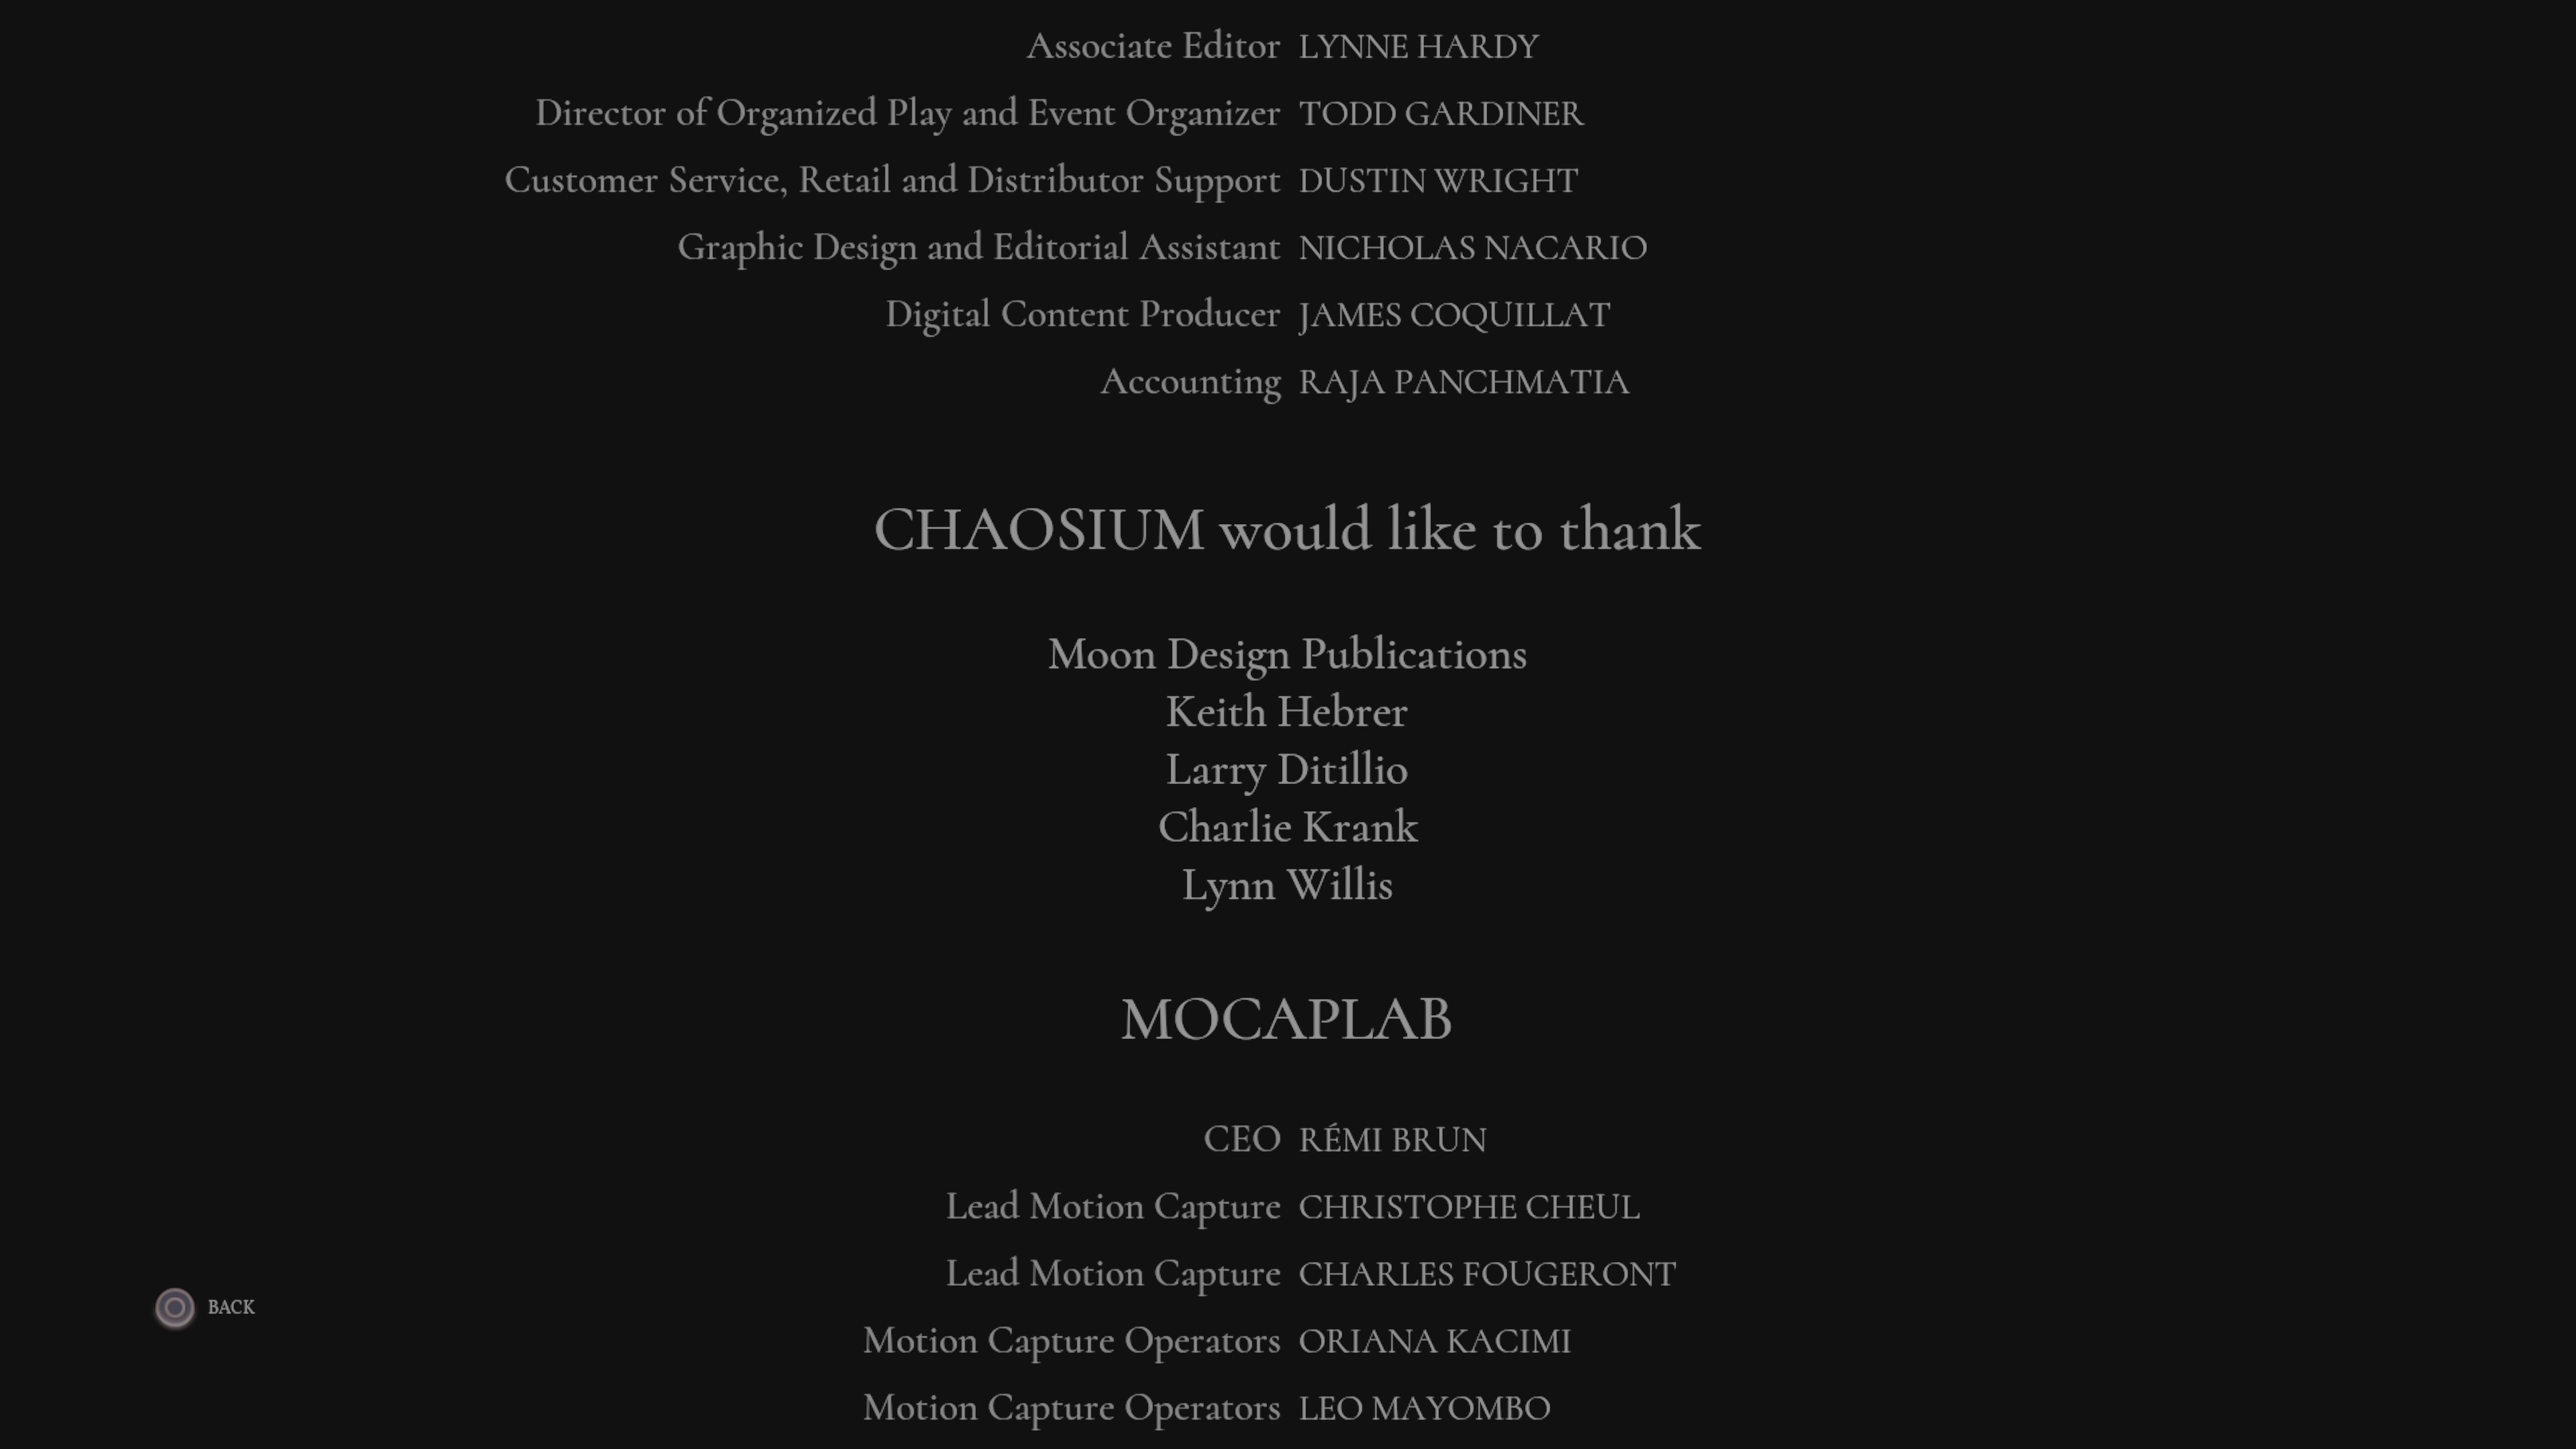 Associate Editor LYNNE HARDY
Director of Organized Play and Event Organizer TODD GARDINER
Customer Service, Retail and Distributor Support DUSTIN WRIGHT
Graphic Design and Editorial Assistant NICHOLAS NACARIO
Digital Content Producer JAMES COQUILLAT
Accounting RAJA PANCHMATIA
CHAOSIUM would like to thank
Moon Design Publications
Keith Hebrer
Larry Ditillio
Charlie Krank
Lynn Willis
MOCAPLAB
CEO RÉMI BRUN
Lead Motion Capture CHRISTOPHE CHEUL
Lead Motion Capture CHARLES FOUGERONT
BACK
Motion Capture Operators ORIANA KACIMI
Motion Capture Operators LEO MAYOMBO